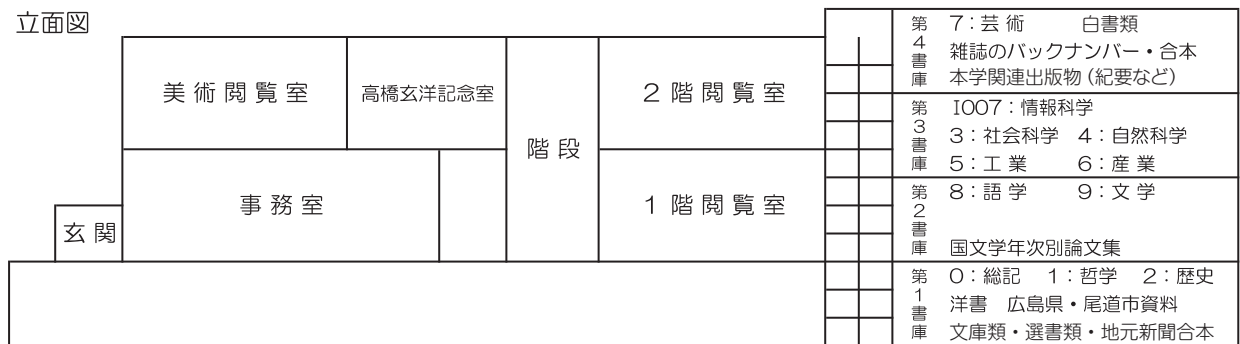 立面図
美術閲覧室
高橋玄洋記念室
階段
2階閲覧室
事務室
1階閲覧室
玄関
第4書庫
7:芸術 白書類
雑誌のバックナンバー・合本
本学関連出版物(紀要など)
第3書庫
I007:情報科学
3:社会科学 4:自然科学
5:工業 6:産業
第2書庫
8:語学 9:文学
国文学年次別論文集
第1書庫
0:総記 1:哲学 2:歴史
洋書 広島県・尾道市資料
文庫類・選書類・地元新聞合本